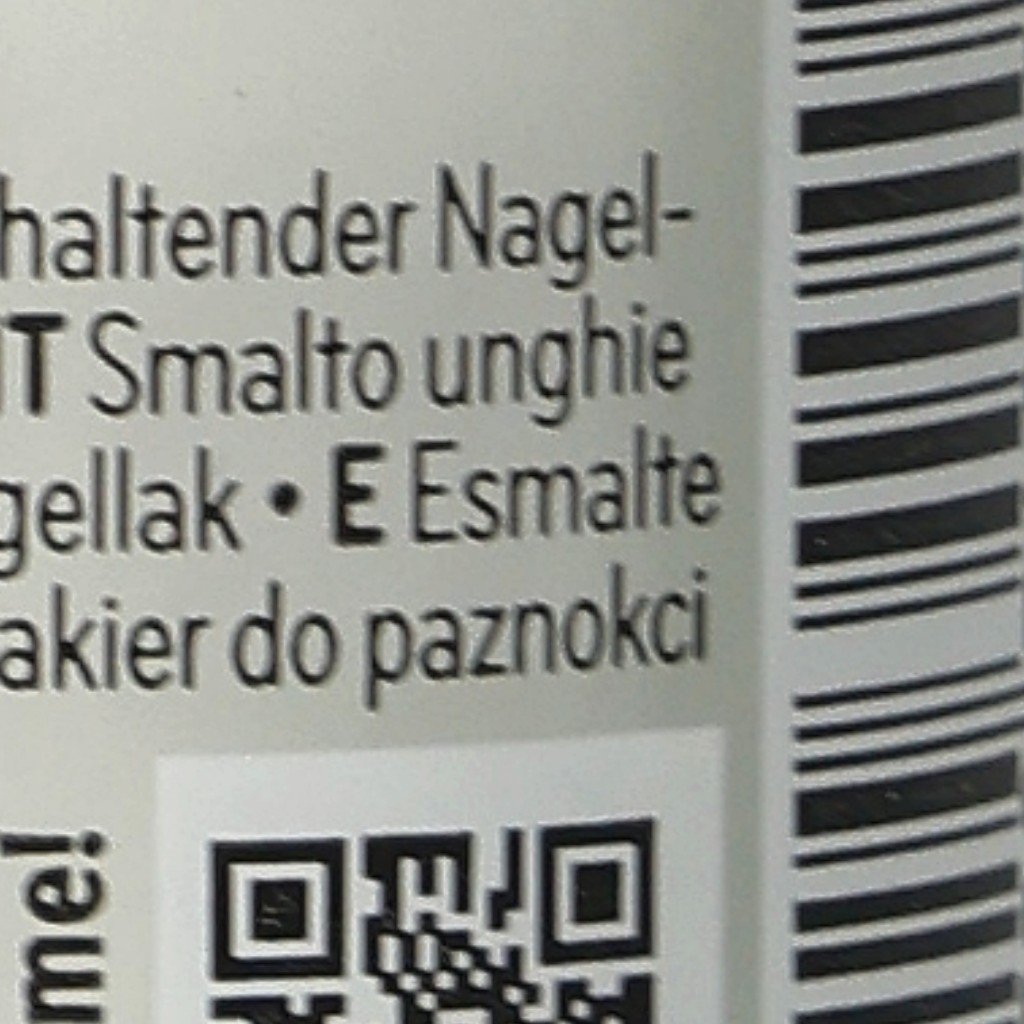 haltender Nagel-
IT Smalto unghie
gellak • E Esmalte
akier do paznokci
me!